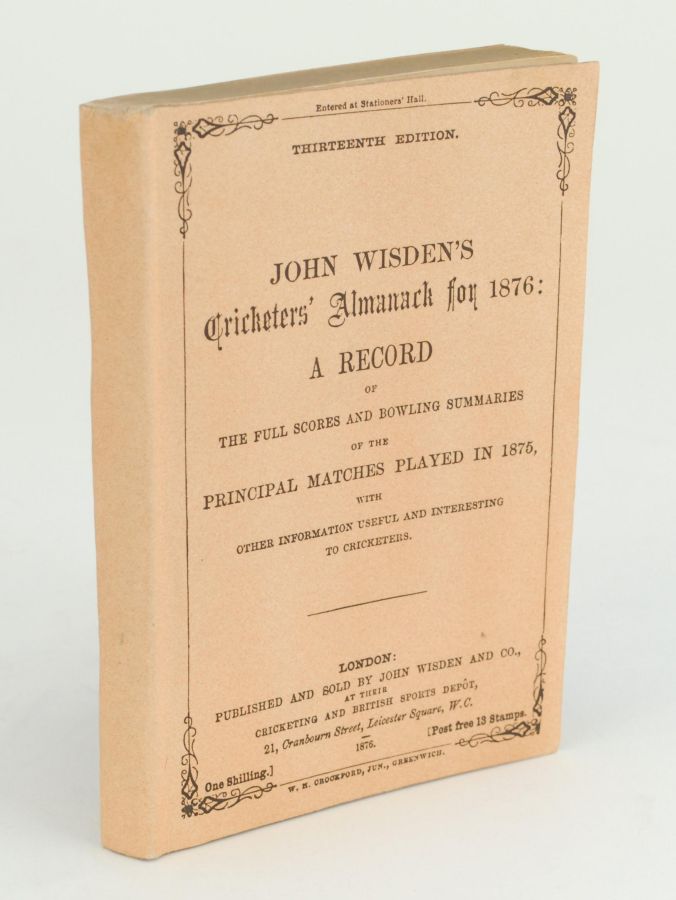 Entered at Stationers' Hall.
THIRTEENTH EDITION.
JOHN WISDEN'S
Cricketers' Almanack for 1876:
A RECORD
OF
THE FULL SCORES AND BOWLING SUMMARIES
OF THE
PRINCIPAL MATCHES PLAYED IN 1875,
WITH
OTHER INFORMATION USEFUL AND INTERESTING
TO CRICKETERS.
LONDON:
PUBLISHED AND SOLD BY JOHN WISDEN AND CO.,
AT THEIR
CRICKETING AND BRITISH SPORTS DEPÔT,
21, Cranbourn Street, Leicester Square, W.C.
1876.
One Shilling.] [Post free 13 Stamps.
W. H. CROCKFORD, JUN., GREENWICH.